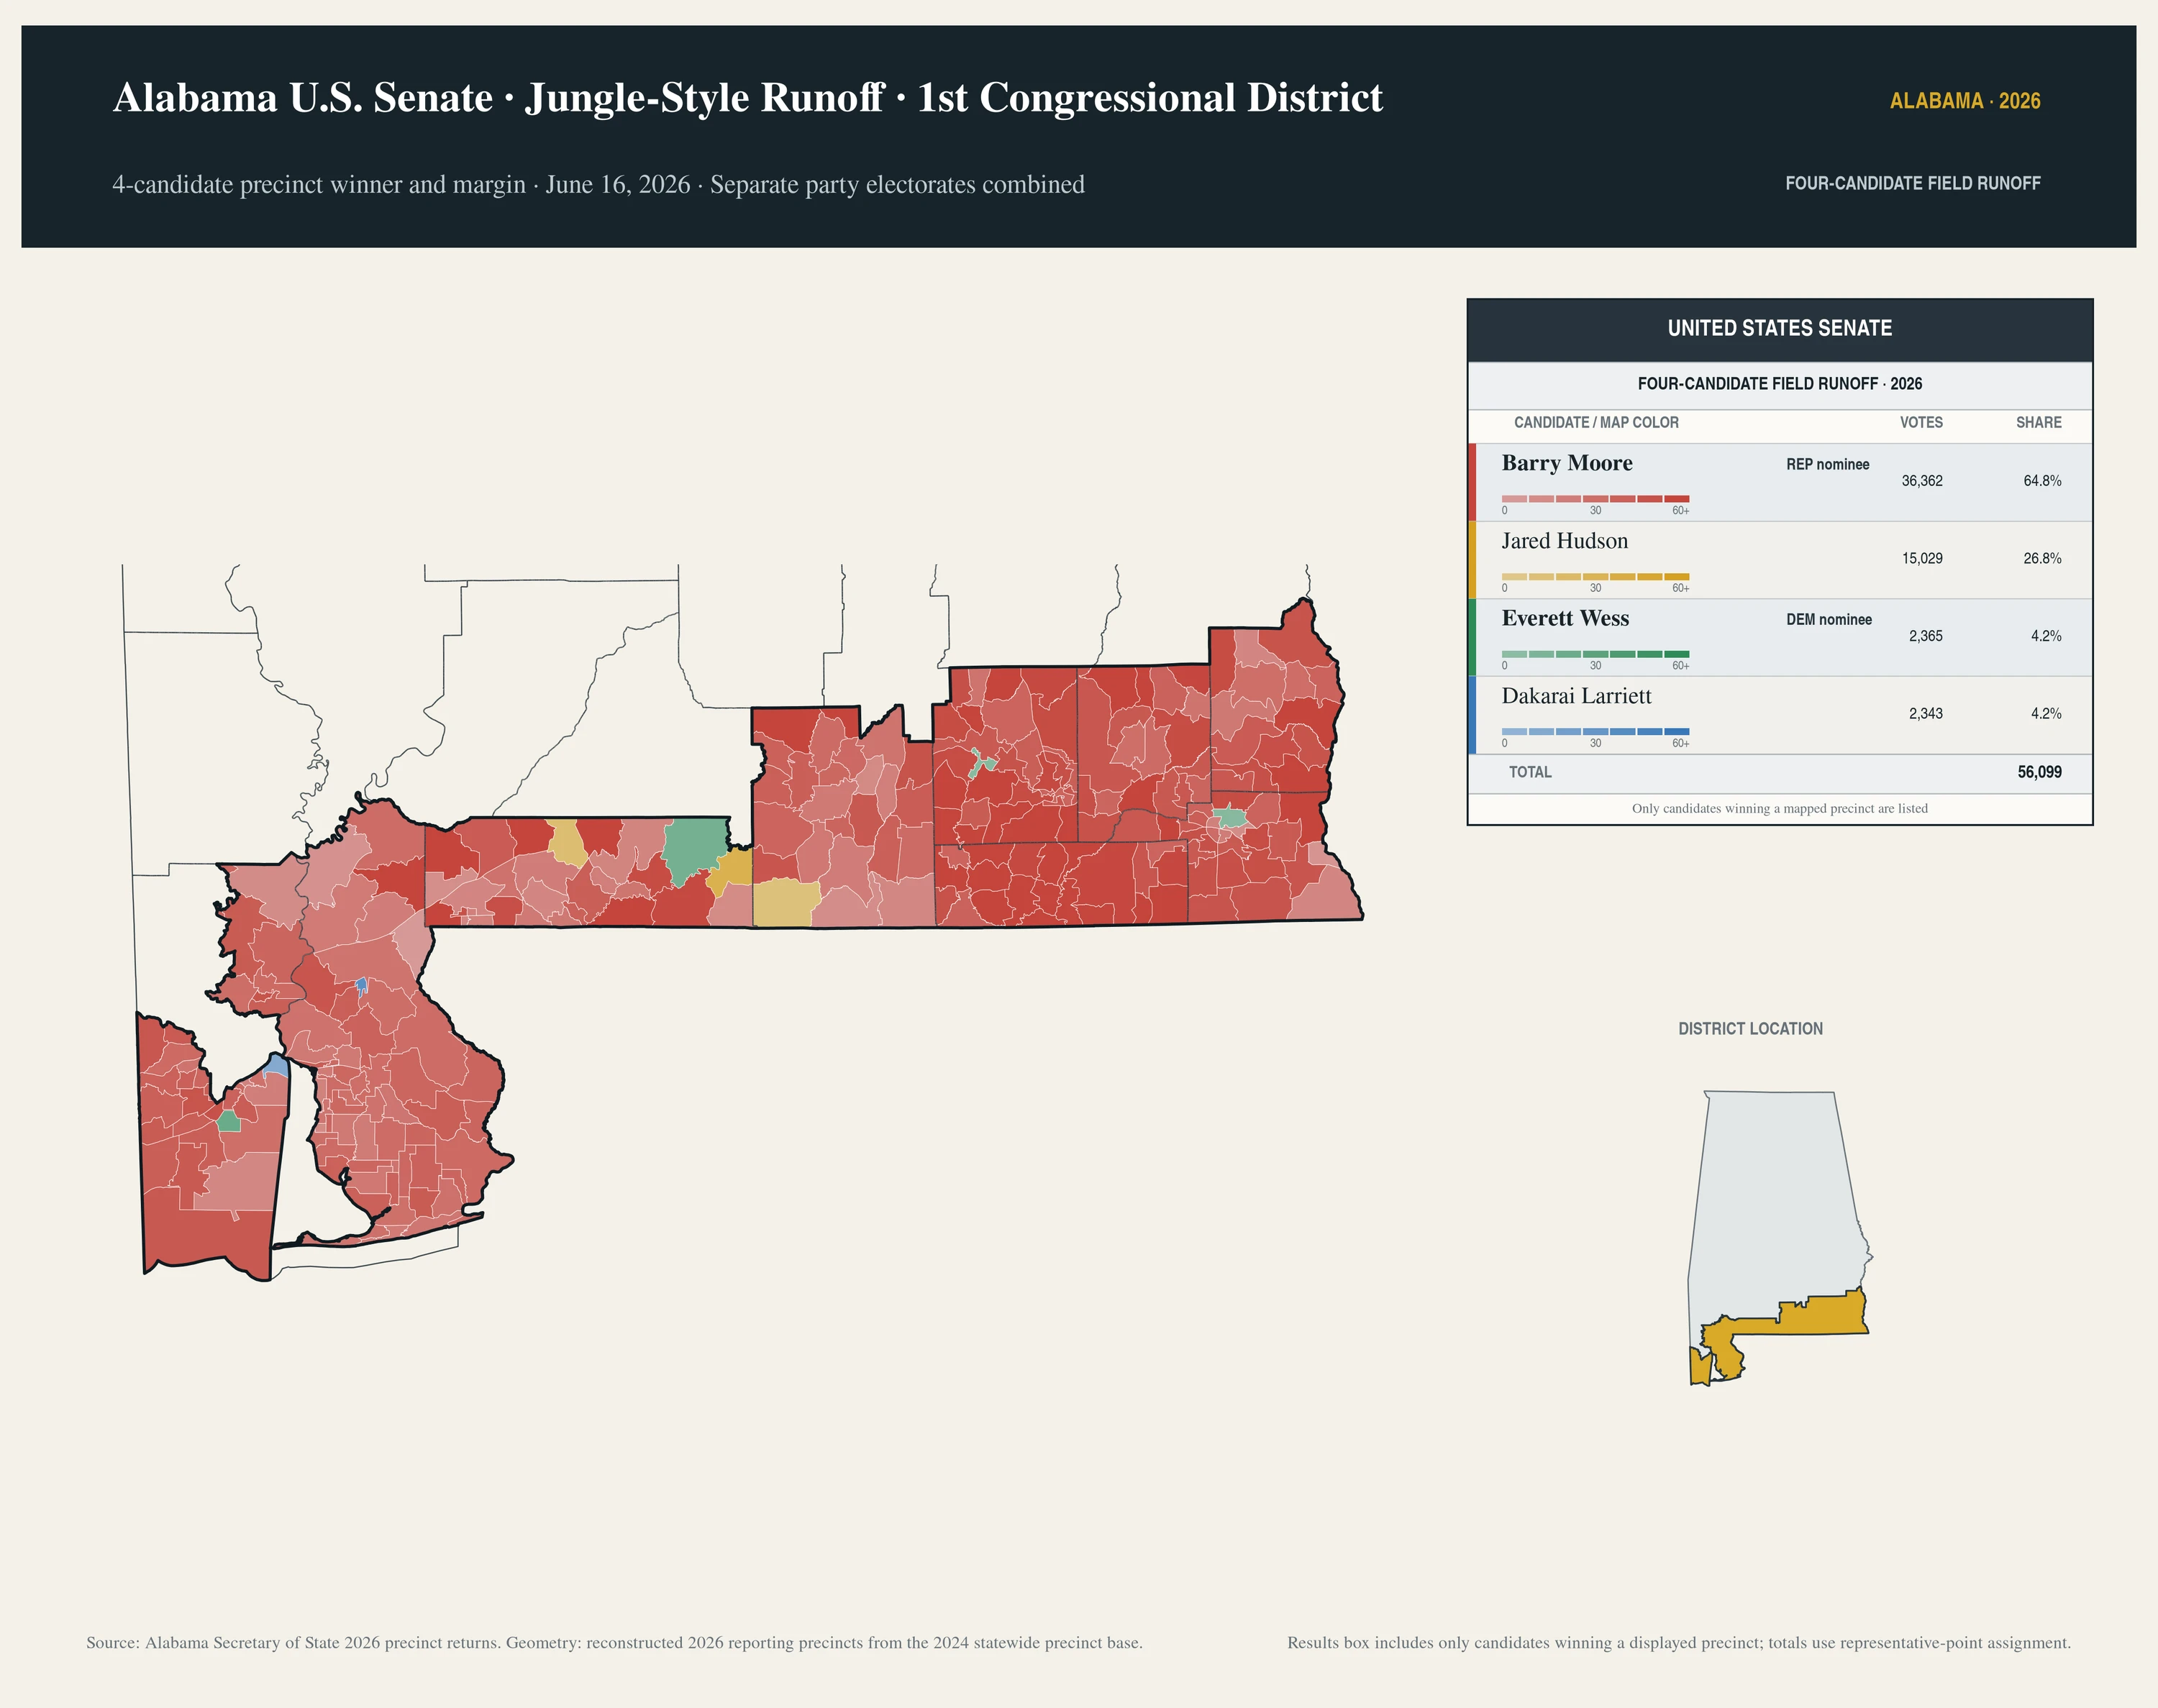 Alabama U.S. Senate · Jungle-Style Runoff · 1st Congressional District
ALABAMA · 2026
4-candidate precinct winner and margin · June 16, 2026 · Separate party electorates combined
FOUR-CANDIDATE FIELD RUNOFF
UNITED STATES SENATE
FOUR-CANDIDATE FIELD RUNOFF · 2026
CANDIDATE / MAP COLOR VOTES SHARE
Barry Moore REP nominee 36,362 64.8%
0 30 60+
Jared Hudson 15,029 26.8%
0 30 60+
Everett Wess DEM nominee 2,365 4.2%
0 30 60+
Dakarai Larriett 2,343 4.2%
0 30 60+
TOTAL 56,099
Only candidates winning a mapped precinct are listed
DISTRICT LOCATION
Source: Alabama Secretary of State 2026 precinct returns. Geometry: reconstructed 2026 reporting precincts from the 2024 statewide precinct base.
Results box includes only candidates winning a displayed precinct; totals use representative-point assignment.